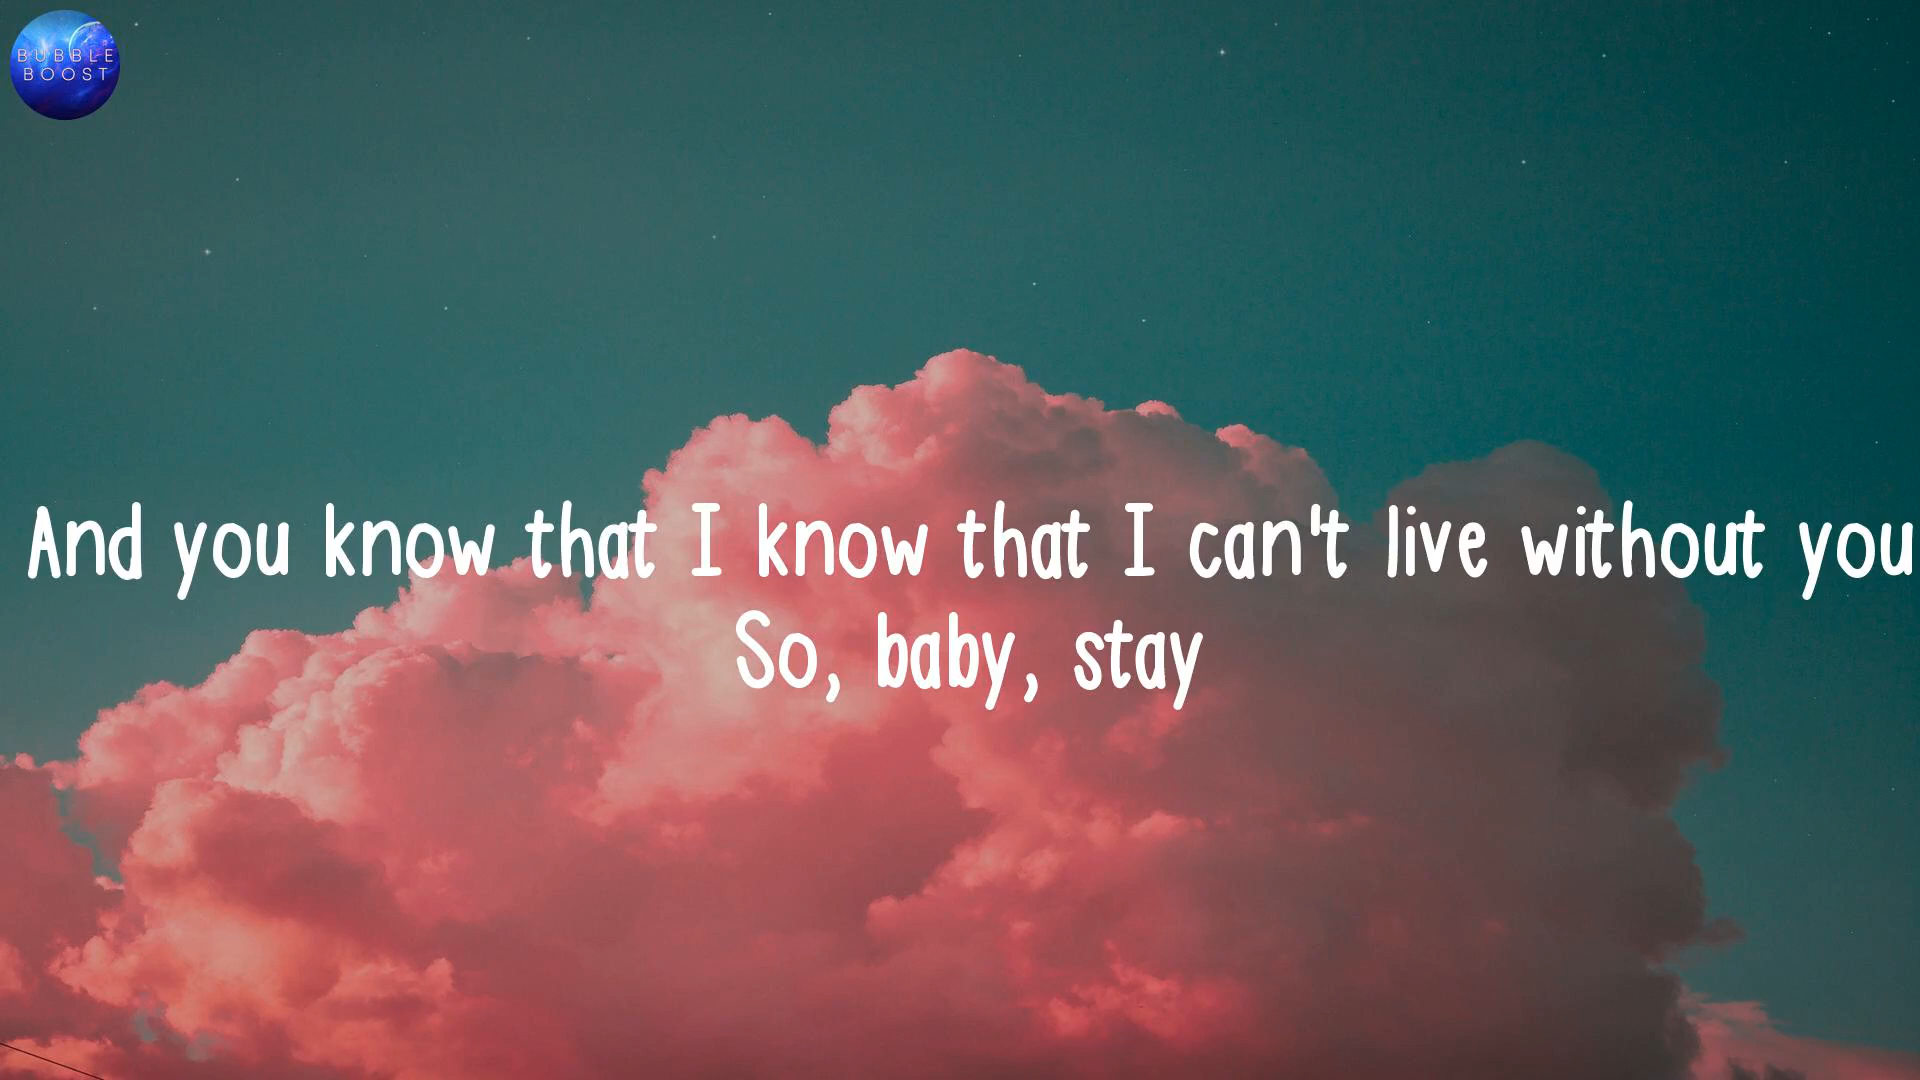 BUBBLE
BOOST
And you know that I know that I can't live without you
So, baby, stay